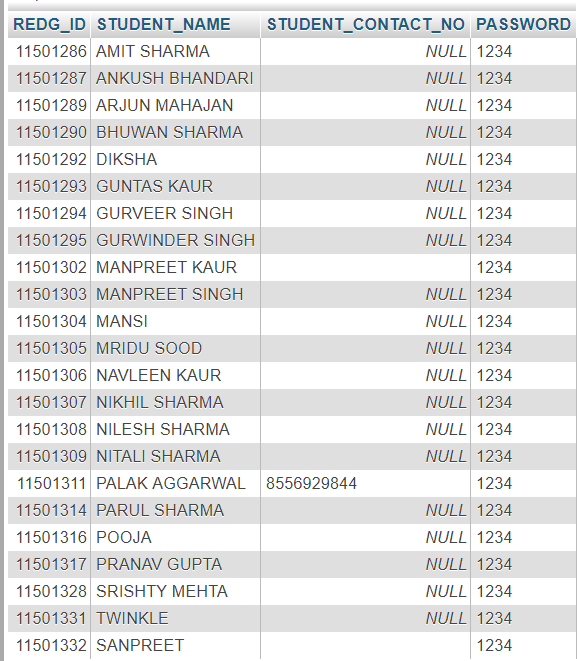 REDG_ID STUDENT_NAME STUDENT_CONTACT_NO PASSWORD
11501286 AMIT SHARMA NULL 1234
11501287 ANKUSH BHANDARI NULL 1234
11501289 ARJUN MAHAJAN NULL 1234
11501290 BHUWAN SHARMA NULL 1234
11501292 DIKSHA NULL 1234
11501293 GUNTAS KAUR NULL 1234
11501294 GURVEER SINGH NULL 1234
11501295 GURWINDER SINGH NULL 1234
11501302 MANPREET KAUR 1234
11501303 MANPREET SINGH NULL 1234
11501304 MANSI NULL 1234
11501305 MRIDU SOOD NULL 1234
11501306 NAVLEEN KAUR NULL 1234
11501307 NIKHIL SHARMA NULL 1234
11501308 NILESH SHARMA NULL 1234
11501309 NITALI SHARMA NULL 1234
11501311 PALAK AGGARWAL 8556929844 1234
11501314 PARUL SHARMA NULL 1234
11501316 POOJA NULL 1234
11501317 PRANAV GUPTA NULL 1234
11501328 SRISHTY MEHTA NULL 1234
11501331 TWINKLE NULL 1234
11501332 SANPREET 1234